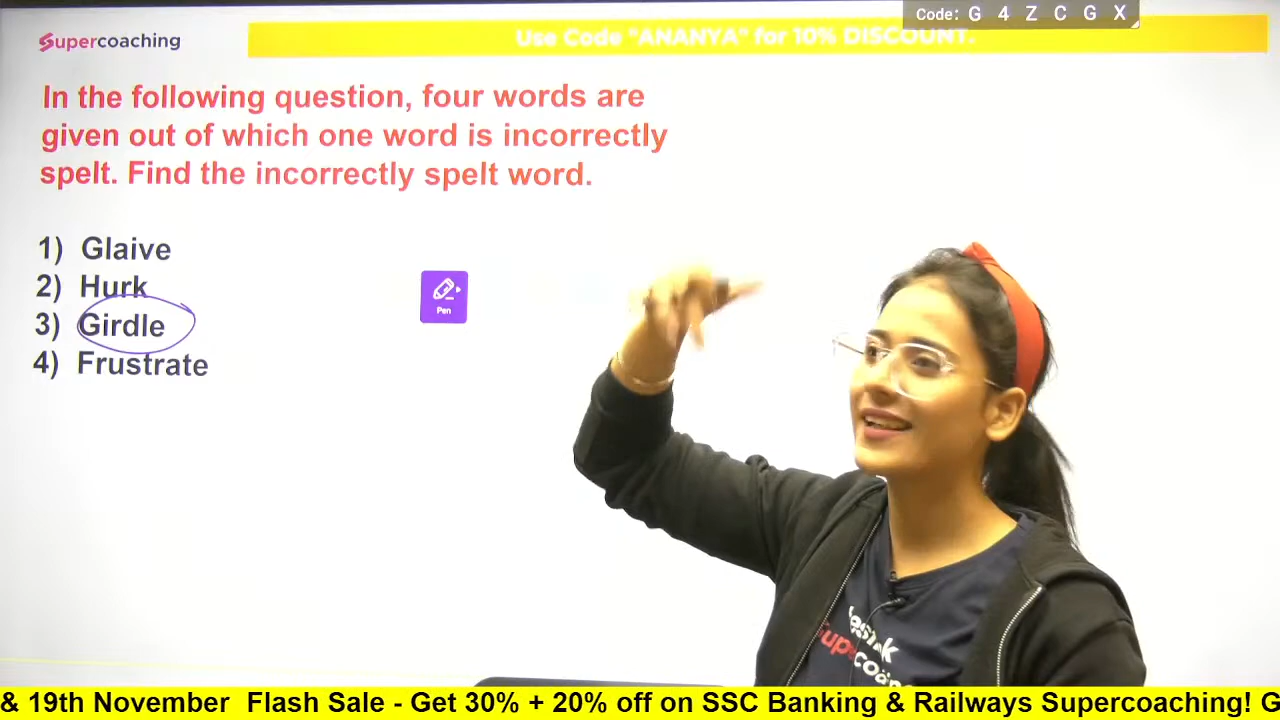 Code: G 4 Z C G X
Supercoaching
Use Code "ANANYA" for 10% DISCOUNT.
In the following question, four words are
given out of which one word is incorrectly
spelt. Find the incorrectly spelt word.
1) Glaive
2) Hurk
3) Girdle
4) Frustrate
Pen
& 19th November Flash Sale - Get 30% + 20% off on SSC Banking & Railways Supercoaching! G